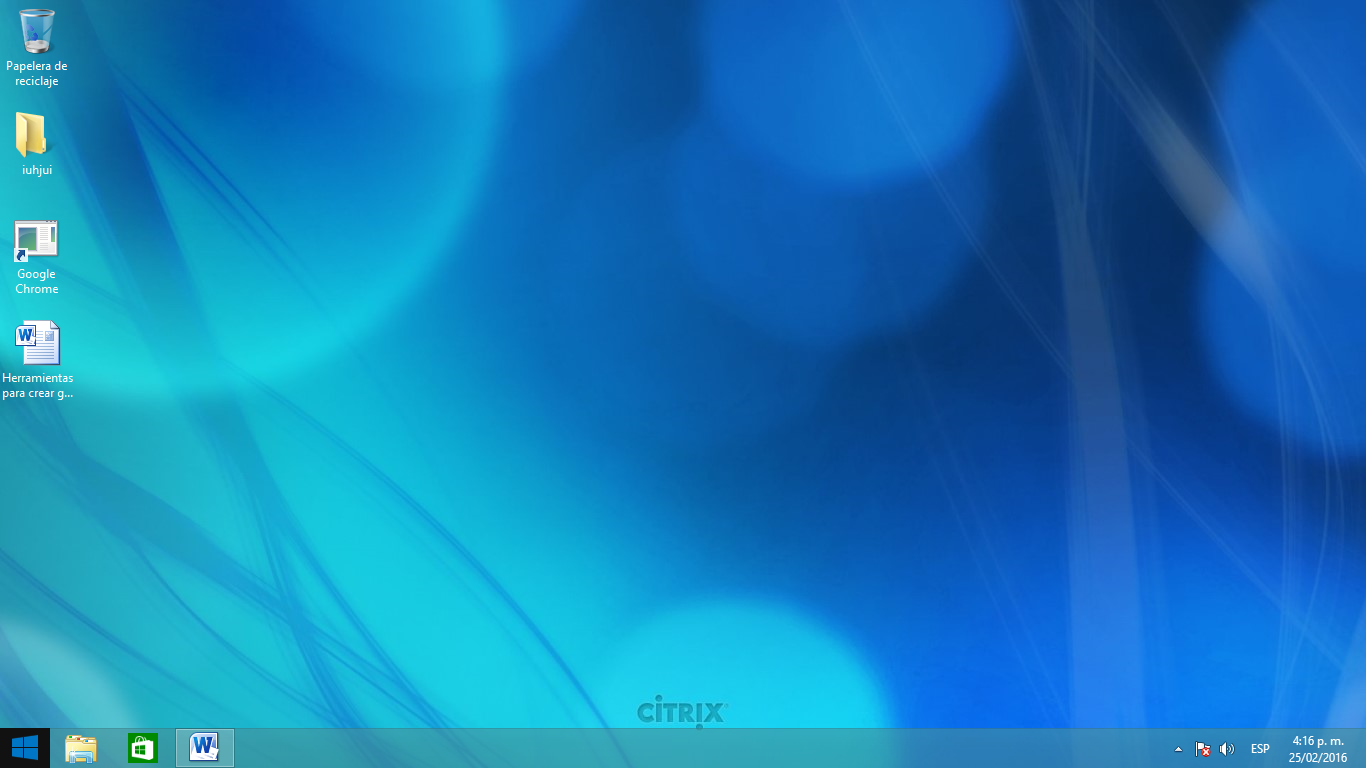 Papelera de
reciclaje
iuhjui
Google
Chrome
W
Herramientas
para crear g...
CITRIX
W
ESP
4:16 p. m.
25/02/2016